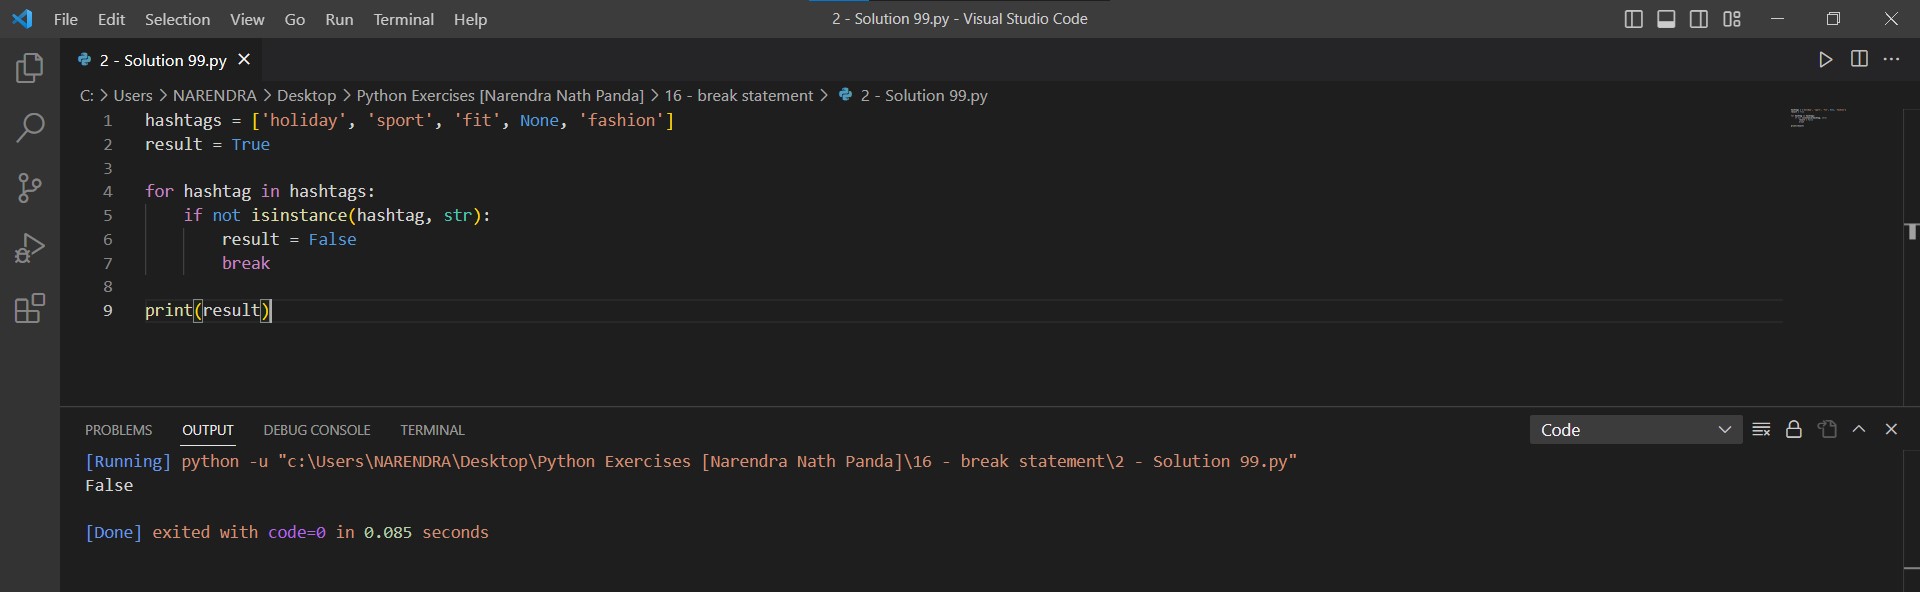 File Edit Selection View Go Run Terminal Help
2 - Solution 99.py - Visual Studio Code
2 - Solution 99.py
C: > Users > NARENDRA > Desktop > Python Exercises [Narendra Nath Panda] > 16 - break statement > 2 - Solution 99.py
1 hashtags = ['holiday', 'sport', 'fit', None, 'fashion']
2 result = True
3
4 for hashtag in hashtags:
5     if not isinstance(hashtag, str):
6         result = False
7         break
8
9 print(result)
PROBLEMS OUTPUT DEBUG CONSOLE TERMINAL
Code
[Running] python -u "c:\Users\NARENDRA\Desktop\Python Exercises [Narendra Nath Panda]\16 - break statement\2 - Solution 99.py"
False
[Done] exited with code=0 in 0.085 seconds